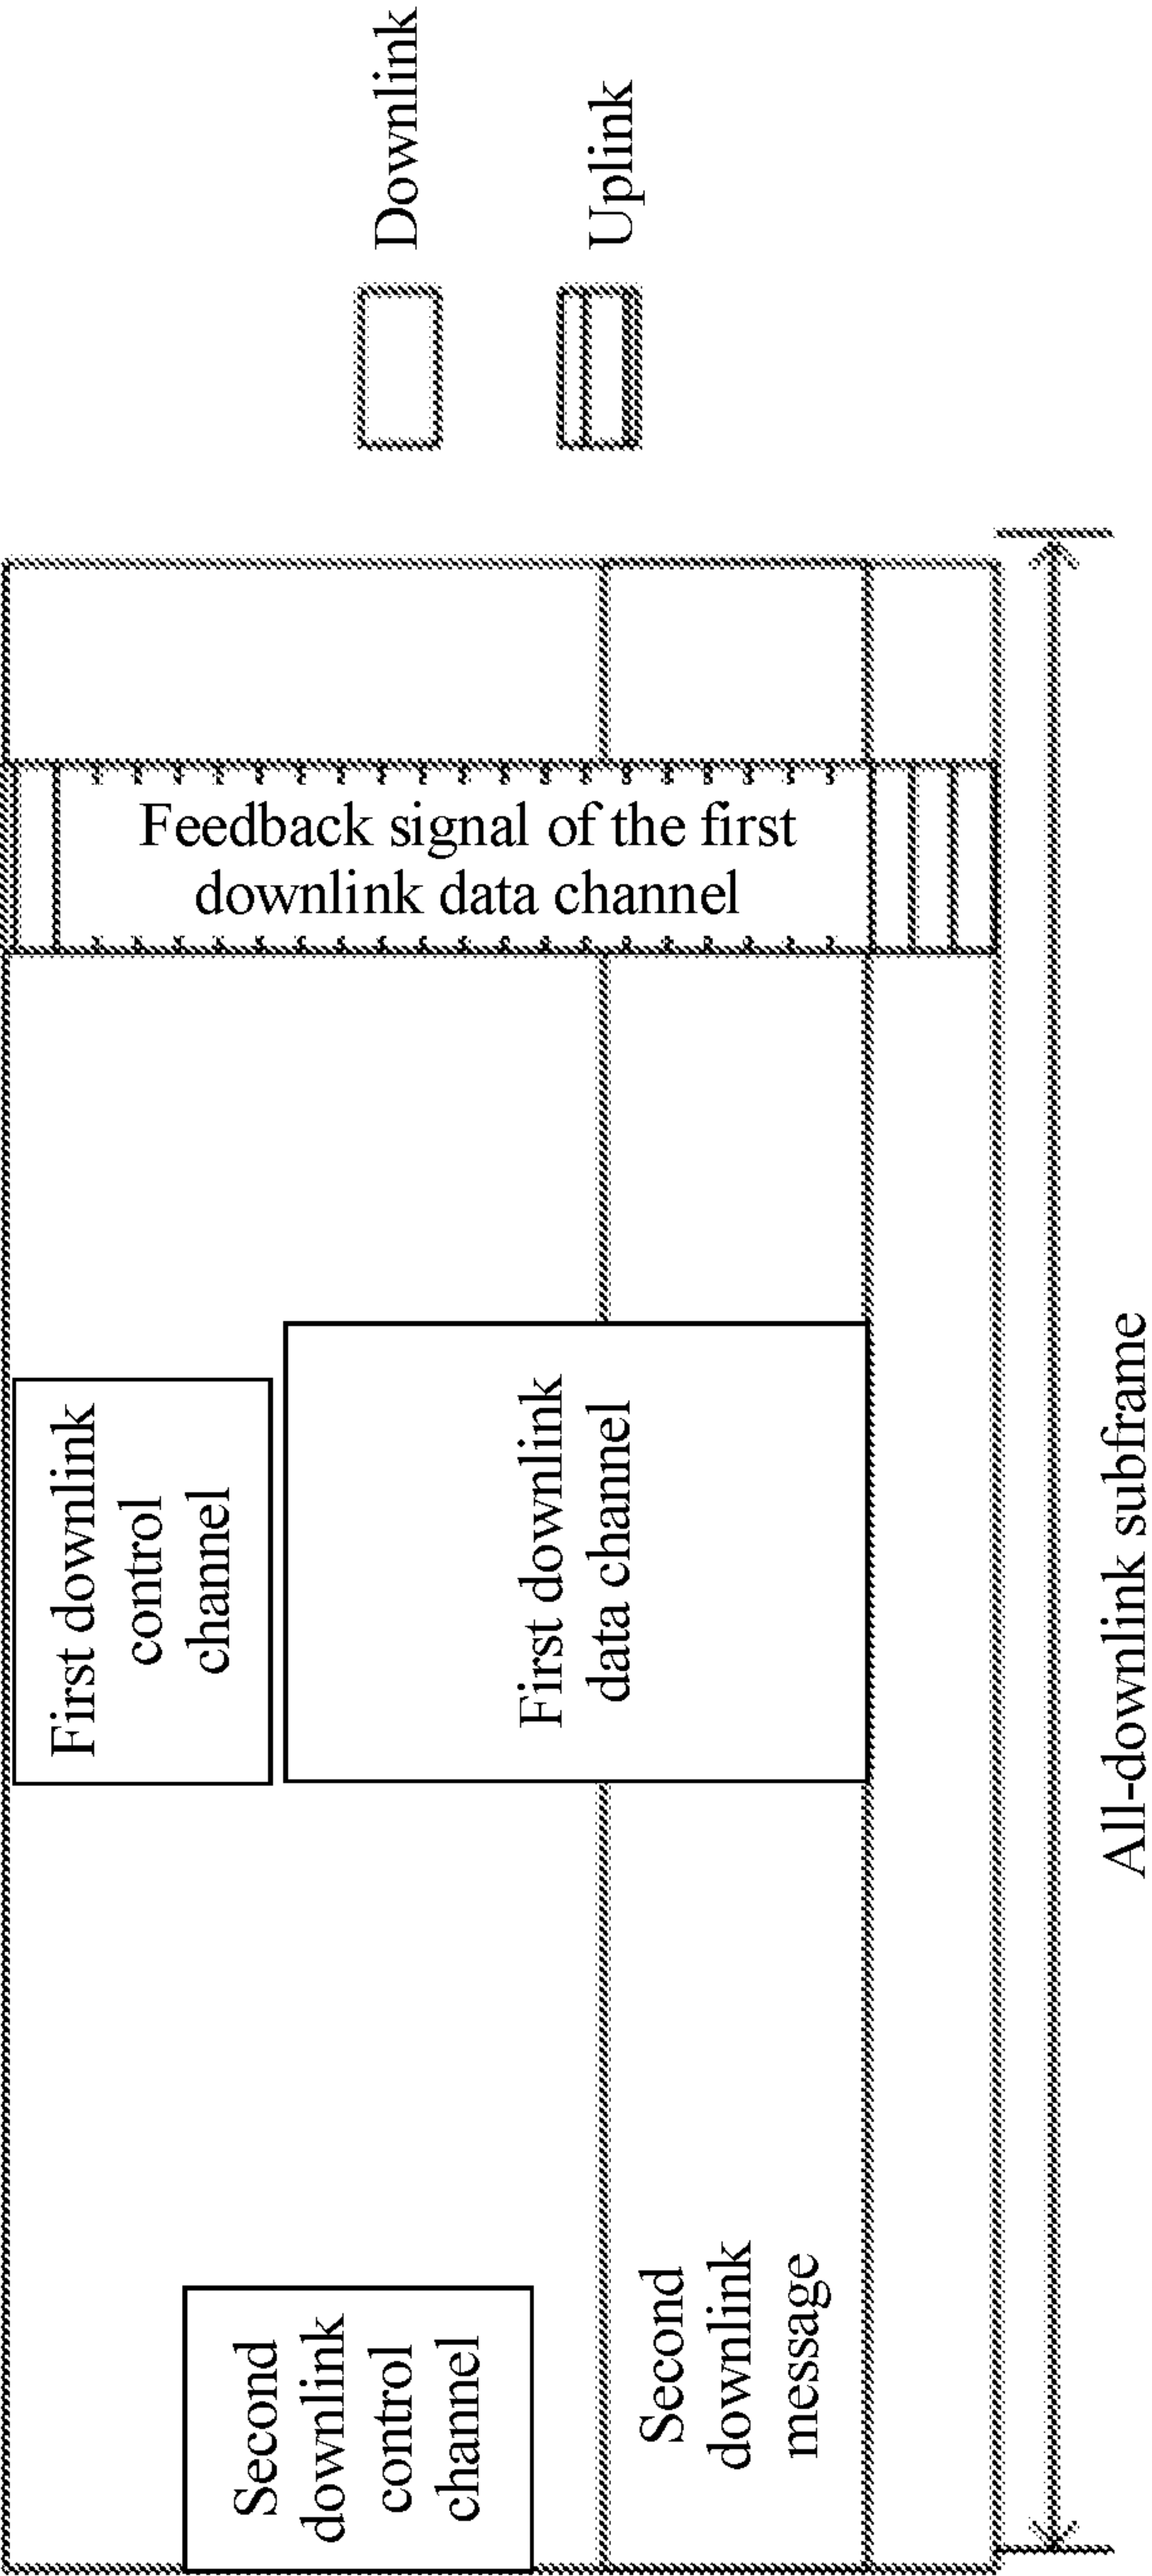 Second
downlink
control
channel
Second
downlink
message
First downlink
control
channel
First downlink
data channel
Feedback signal of the first
downlink data channel
Downlink
Uplink
All-downlink subframe